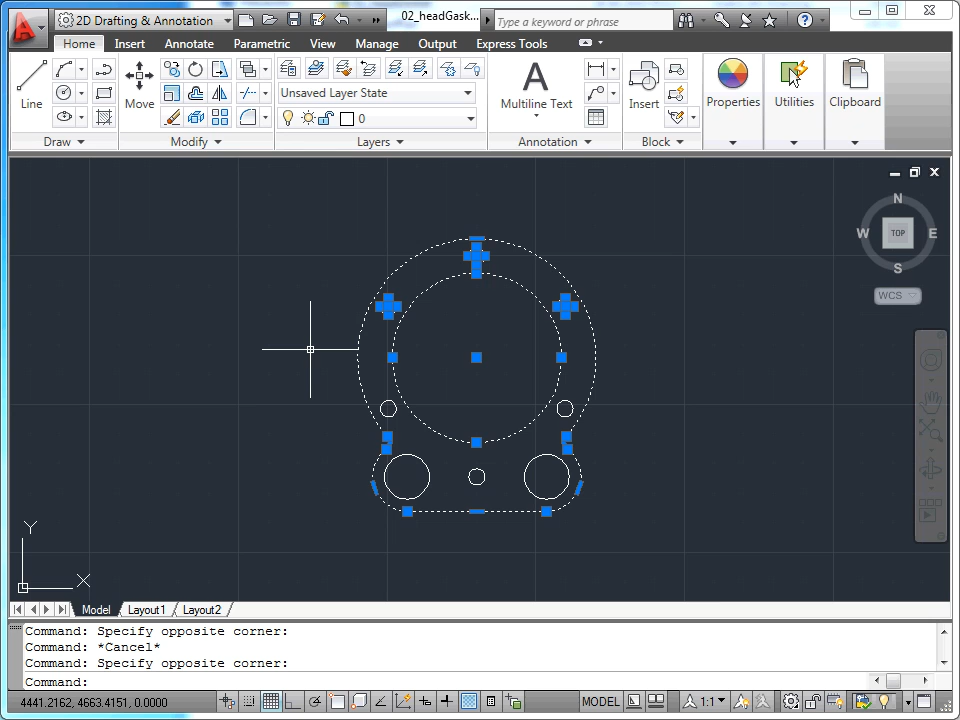 2D Drafting & Annotation
02_headGask...
Type a keyword or phrase
Home Insert Annotate Parametric View Manage Output Express Tools
Line
Move
Unsaved Layer State
0
Multiline Text
Insert
Properties
Utilities
Clipboard
Draw
Modify
Layers
Annotation
Block
N
W TOP E
S
WCS
Y
X
Model Layout1 Layout2
Command: Specify opposite corner:
Command: *Cancel*
Command: Specify opposite corner:
Command:
4441.2162, 4663.4151, 0.0000
MODEL
1:1